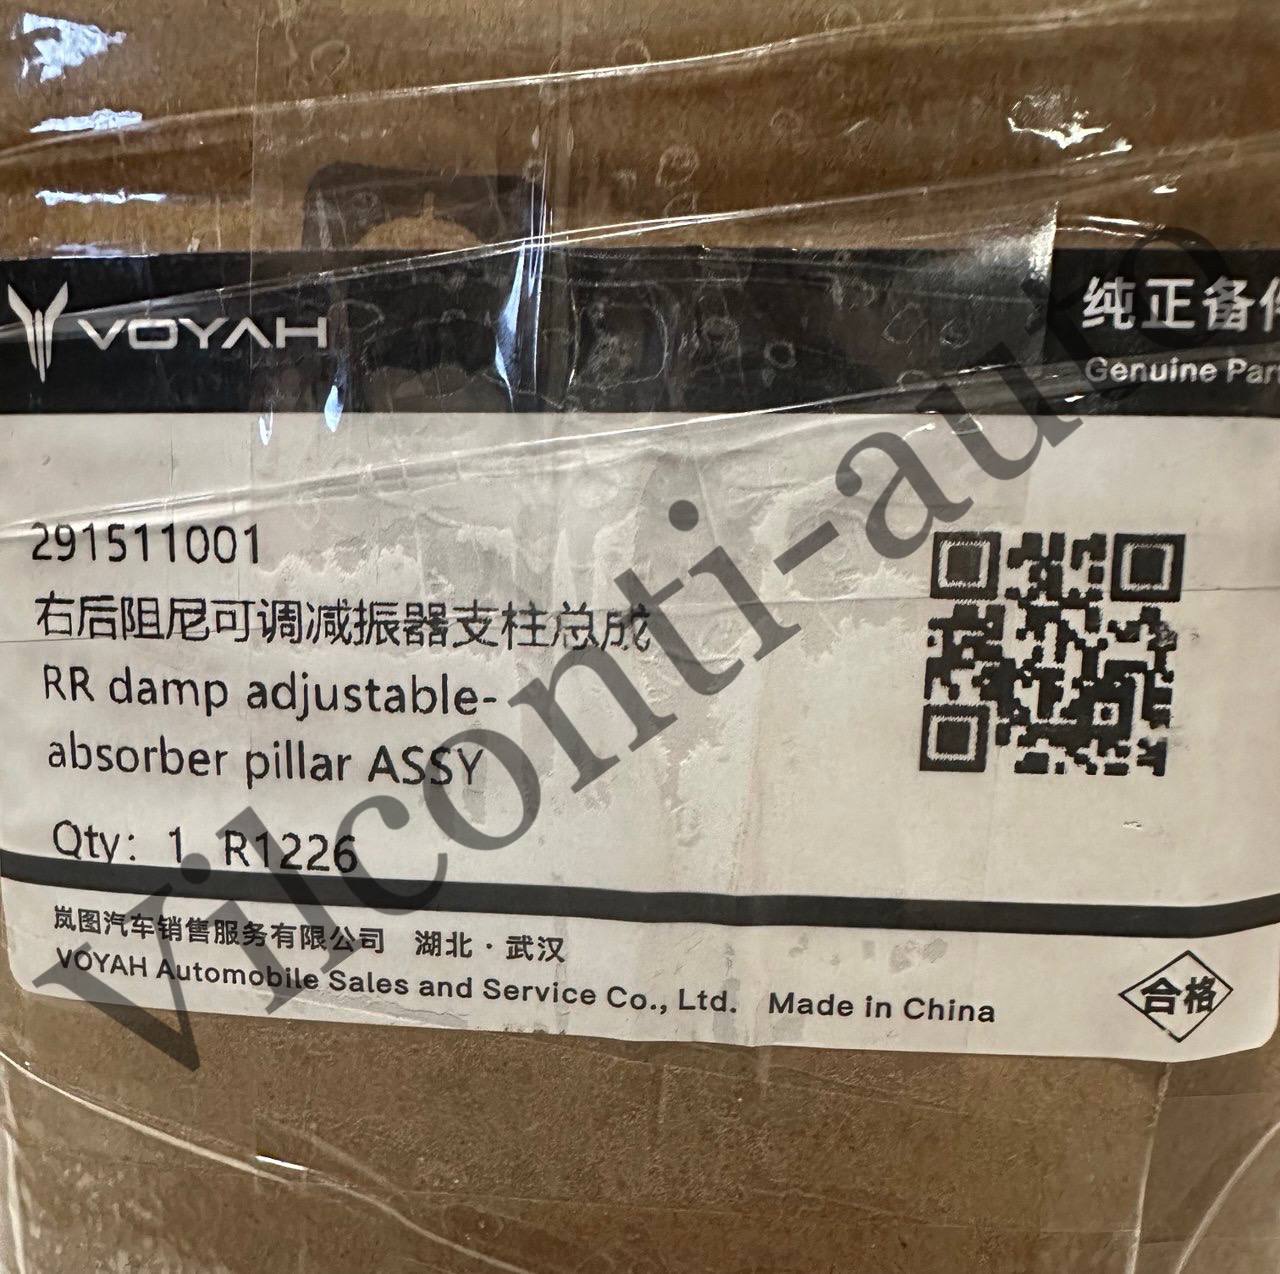 VOYAH
纯正备件
Genuine Par
291511001
右后阻尼可调减振器支柱总成
RR damp adjustable-
absorber pillar ASSY
Qty: 1 R1226
岚图汽车销售服务有限公司 湖北·武汉
VOYAH Automobile Sales and Service Co., Ltd. Made in China
合格
Vilconti-auto